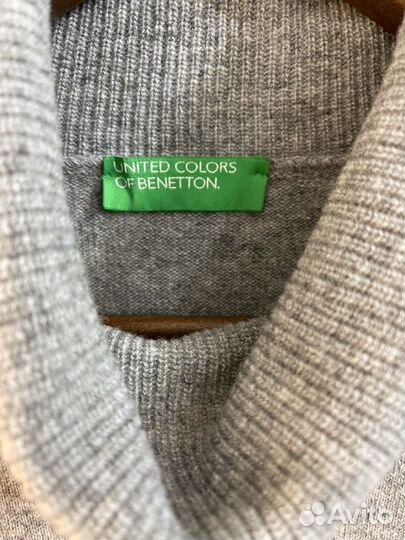 UNITED COLORS
OF BENETTON.
Avito